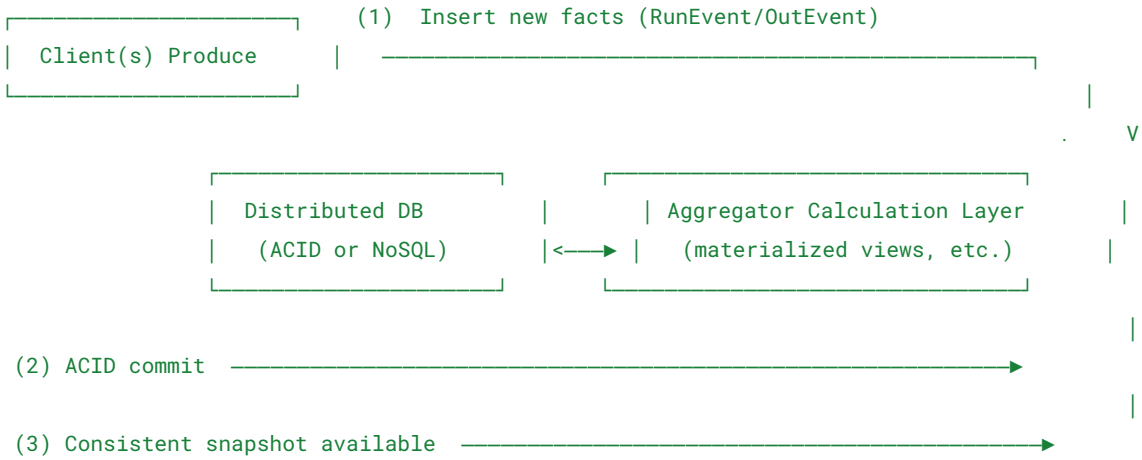 (1) Insert new facts (RunEvent/OutEvent)
Client(s) Produce
. V
Distributed DB Aggregator Calculation Layer
(ACID or NoSQL) <——► (materialized views, etc.)
(2) ACID commit
(3) Consistent snapshot available